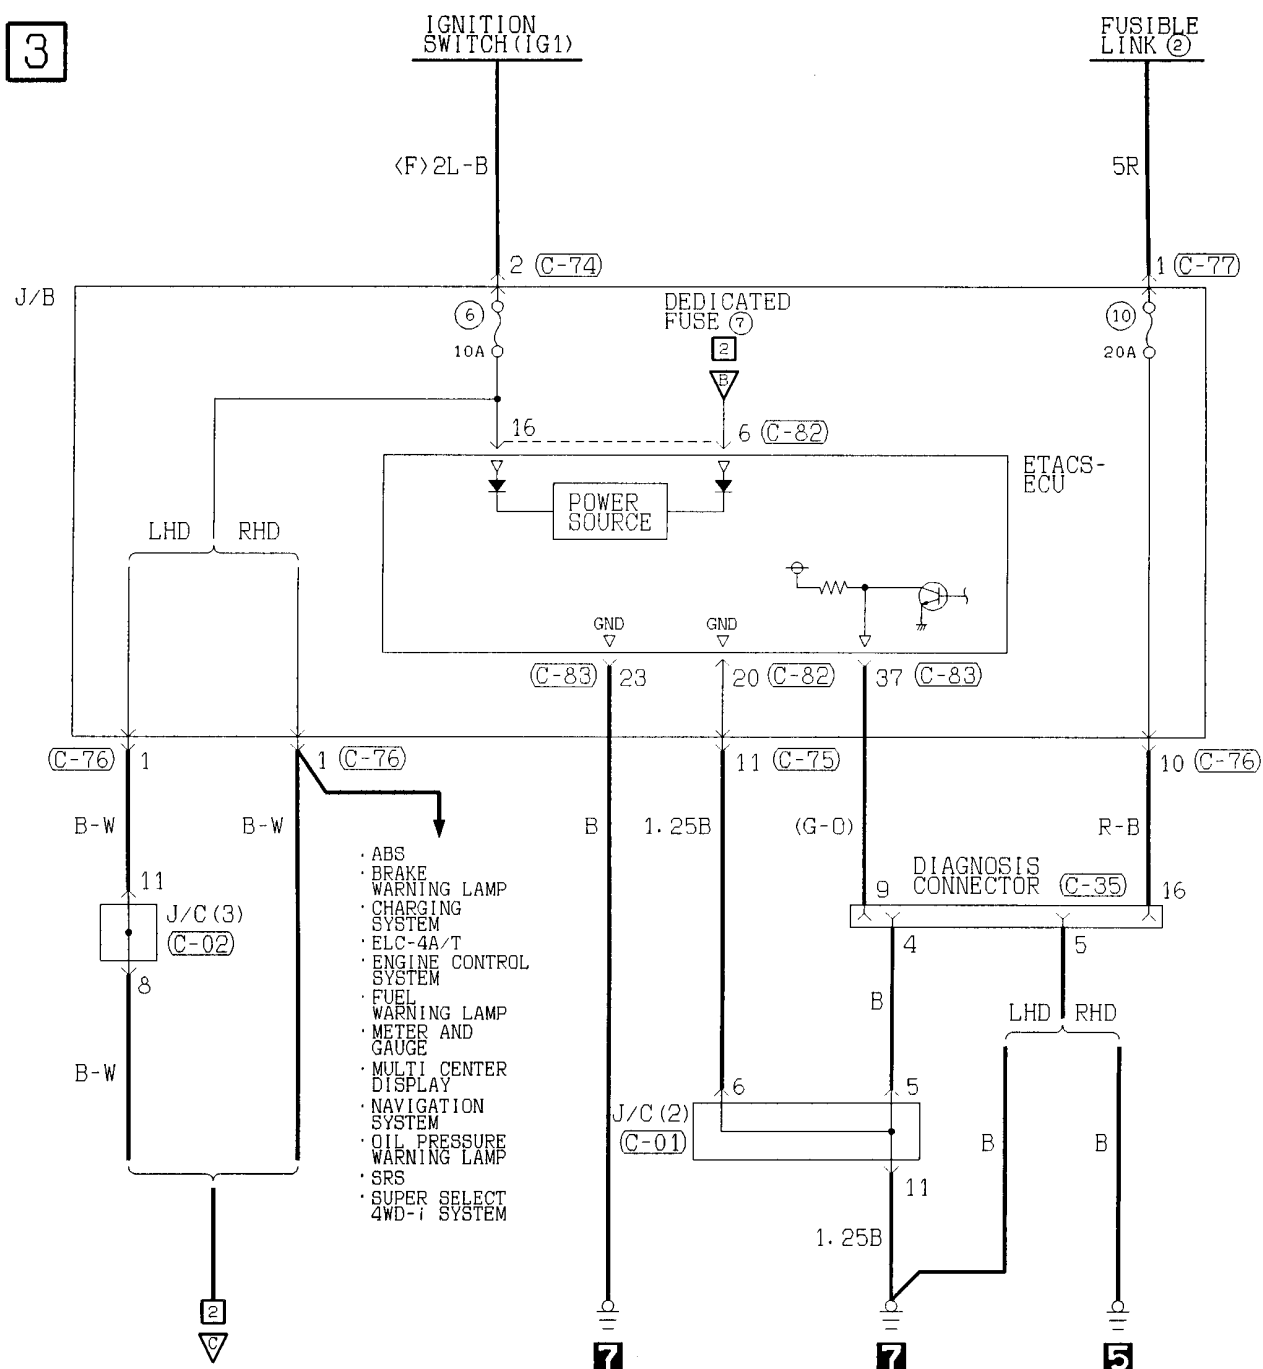 3
IGNITION
SWITCH(IG1)
FUSIBLE
LINK ②
<F>2L-B
5R
2 (C-74)
1 (C-77)
J/B
⑥
10A
DEDICATED
FUSE ⑦
2
B
⑩
20A
16
6 (C-82)
ETACS-
ECU
POWER
SOURCE
LHD RHD
GND
GND
(C-83) 23
20 (C-82)
37 (C-83)
(C-76) 1
1 (C-76)
11 (C-75)
10 (C-76)
B-W
B-W
B
1.25B
(G-O)
R-B
· ABS
· BRAKE
WARNING LAMP
· CHARGING
SYSTEM
· ELC-4A/T
· ENGINE CONTROL
SYSTEM
· FUEL
WARNING LAMP
· METER AND
GAUGE
· MULTI CENTER
DISPLAY
· NAVIGATION
SYSTEM
· OIL PRESSURE
WARNING LAMP
· SRS
· SUPER SELECT
4WD-i SYSTEM
11
J/C(3)
(C-02)
8
B-W
DIAGNOSIS
CONNECTOR (C-35)
9
16
4
5
B
LHD RHD
6
5
J/C(2)
(C-01)
B
B
11
1.25B
2
C
7
7
5